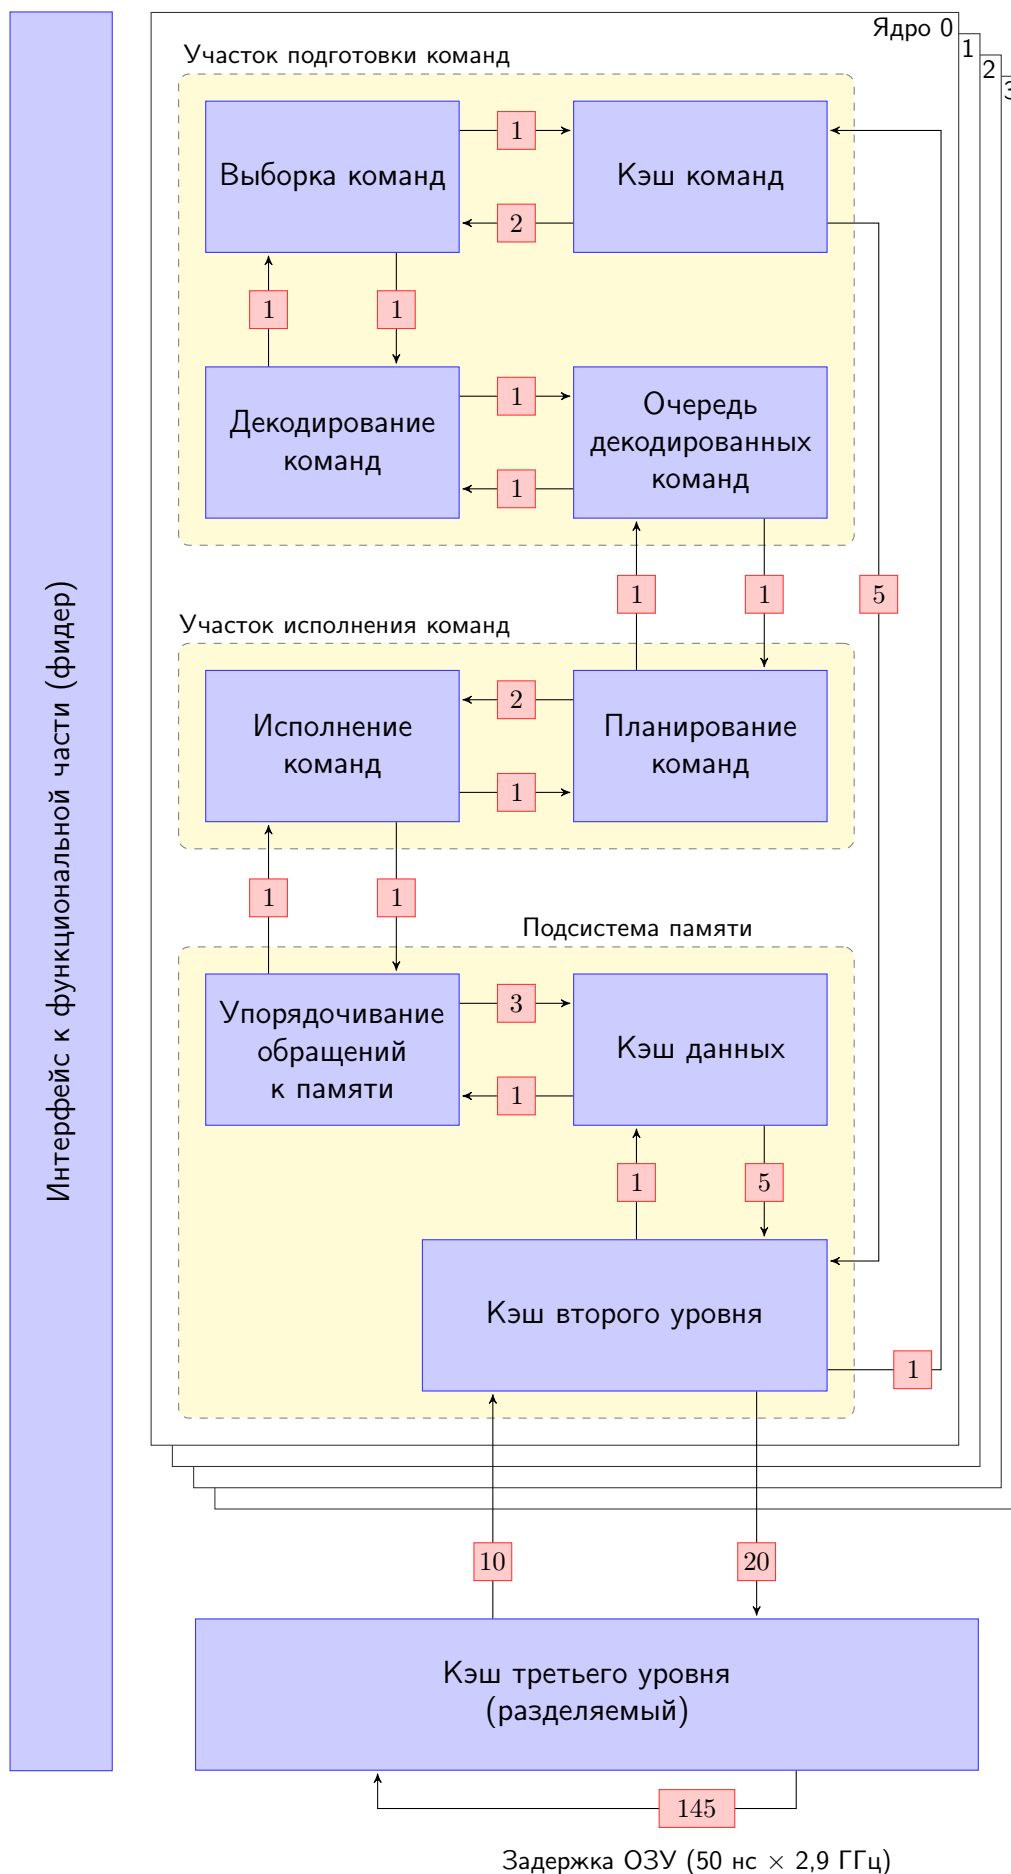 Ядро 0
1
2
3
Участок подготовки команд
Выборка команд
1
Кэш команд
2
1
1
Декодирование
команд
1
Очередь
декодированных
команд
1
1
1
5
Интерфейс к функциональной части (фидер)
Участок исполнения команд
Исполнение
команд
2
Планирование
команд
1
1
1
Подсистема памяти
Упорядочивание
обращений
к памяти
3
Кэш данных
1
1
5
Кэш второго уровня
1
10
20
Кэш третьего уровня
(разделяемый)
145
Задержка ОЗУ (50 нс × 2,9 ГГц)